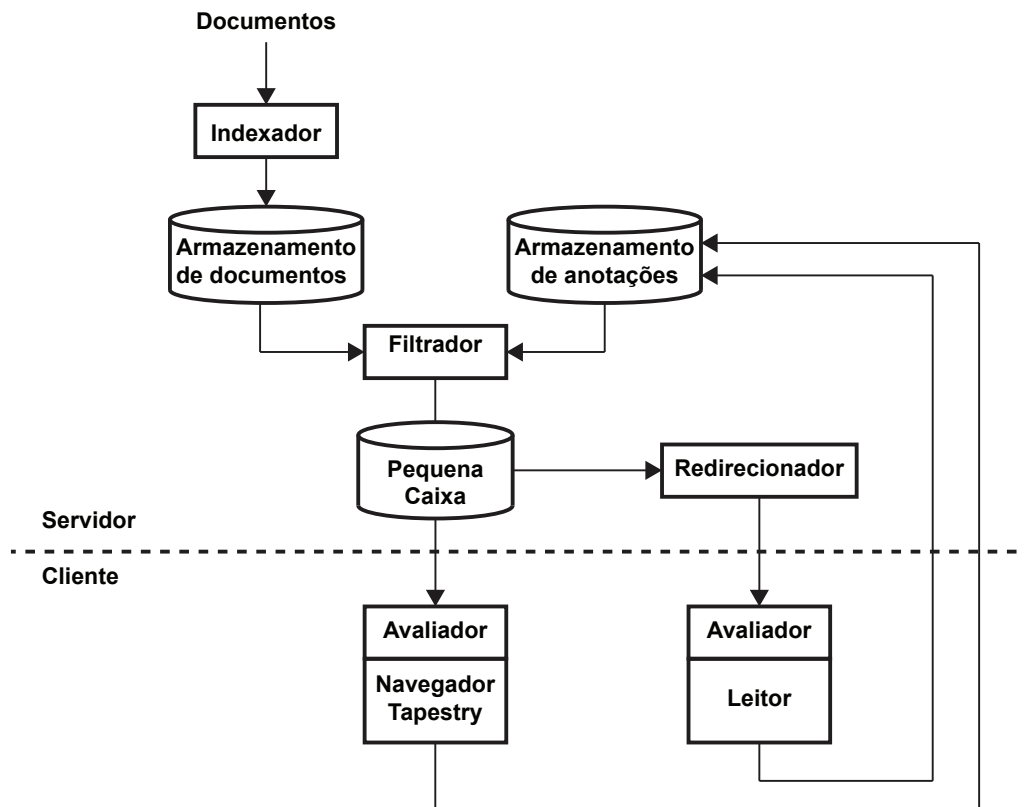 Documentos
Indexador
Armazenamento
de documentos
Armazenamento
de anotações
Filtrador
Pequena
Caixa
Redirecionador
Servidor
Cliente
Avaliador
Navegador
Tapestry
Avaliador
Leitor